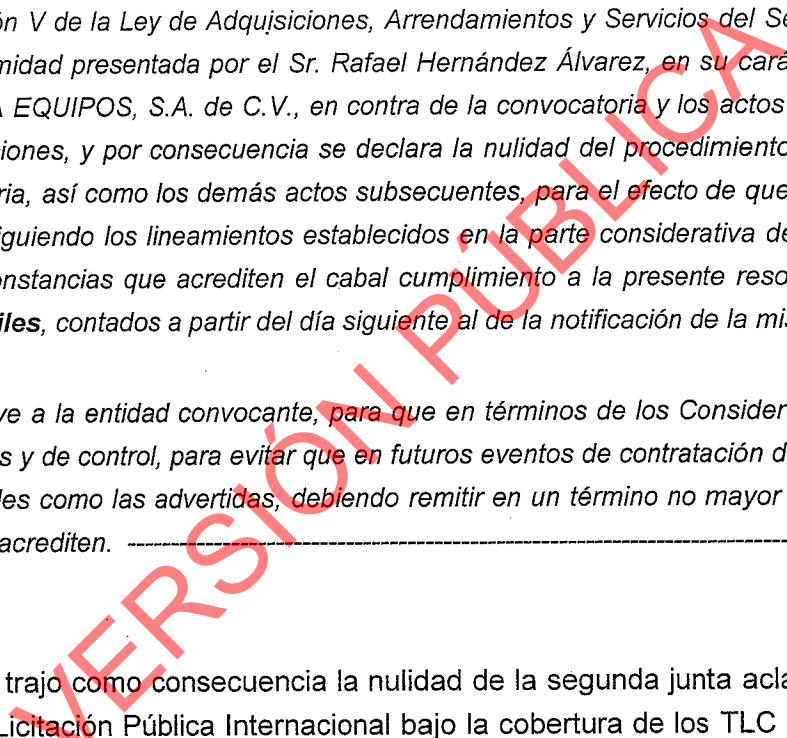 ón V de la Ley de Adquisiciones, Arrendamientos y Servicios del Se
midad presentada por el Sr. Rafael Hernández Álvarez, en su cará
A EQUIPOS, S.A. de C.V., en contra de la convocatoria y los actos
ciones, y por consecuencia se declara la nulidad del procedimiento
ria, así como los demás actos subsecuentes, para el efecto de que
iguiendo los lineamientos establecidos en la parte considerativa de
onstancias que acrediten el cabal cumplimiento a la presente reso
iles, contados a partir del día siguiente al de la notificación de la mis
ve a la entidad convocante, para que en términos de los Consider
s y de control, para evitar que en futuros eventos de contratación d
les como las advertidas, debiendo remitir en un término no mayor
acrediten. ----------------------------------------------------------------
trajo como consecuencia la nulidad de la segunda junta acla
Licitación Pública Internacional bajo la cobertura de los TLC
VERSIÓN PÚBLICA